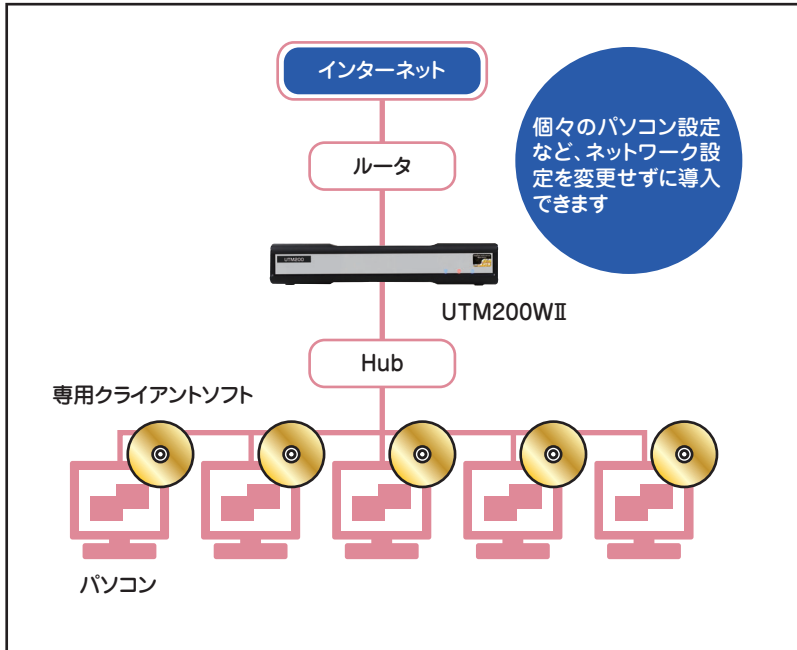 インターネット
個々のパソコン設定
など、ネットワーク設
定を変更せずに導入
できます
ルータ
UTM200
UTM200WⅡ
Hub
専用クライアントソフト
パソコン